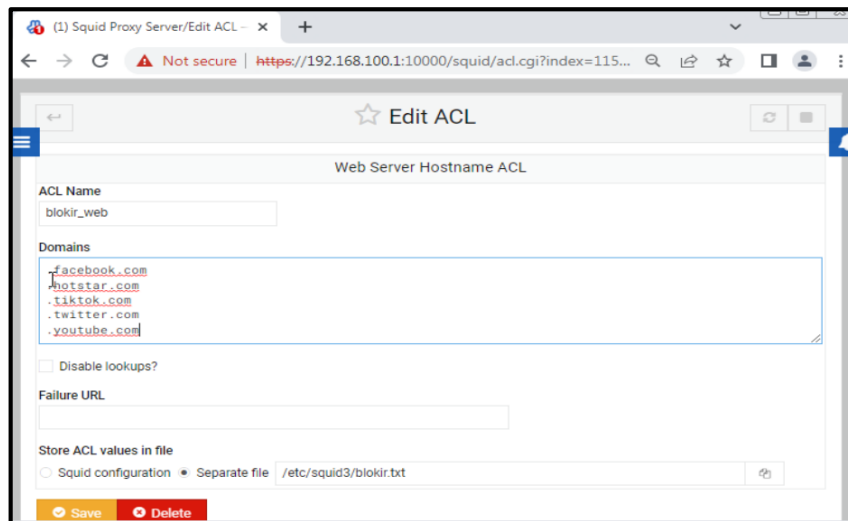 (1) Squid Proxy Server/Edit ACL –
Not secure | https://192.168.100.1:10000/squid/acl.cgi?index=115...
Edit ACL
Web Server Hostname ACL
ACL Name
blokir_web
Domains
.facebook.com
.hotstar.com
.tiktok.com
.twitter.com
.youtube.com
Disable lookups?
Failure URL
Store ACL values in file
Squid configuration Separate file /etc/squid3/blokir.txt
Save Delete